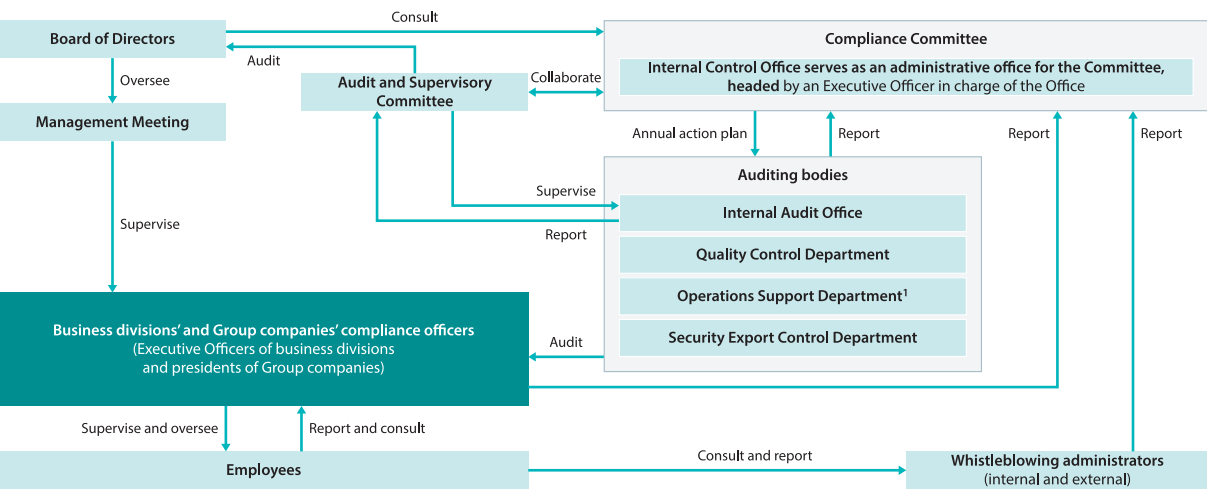 Consult
Board of Directors
Compliance Committee
Audit
Oversee
Audit and Supervisory
Committee
Collaborate
Internal Control Office serves as an administrative office for the Committee,
headed by an Executive Officer in charge of the Office
Management Meeting
Annual action plan
Report
Report
Report
Auditing bodies
Supervise
Internal Audit Office
Supervise
Report
Quality Control Department
Operations Support Department¹
Business divisions’ and Group companies’ compliance officers
(Executive Officers of business divisions
and presidents of Group companies)
Audit
Security Export Control Department
Supervise and oversee
Report and consult
Consult and report
Employees
Whistleblowing administrators
(internal and external)